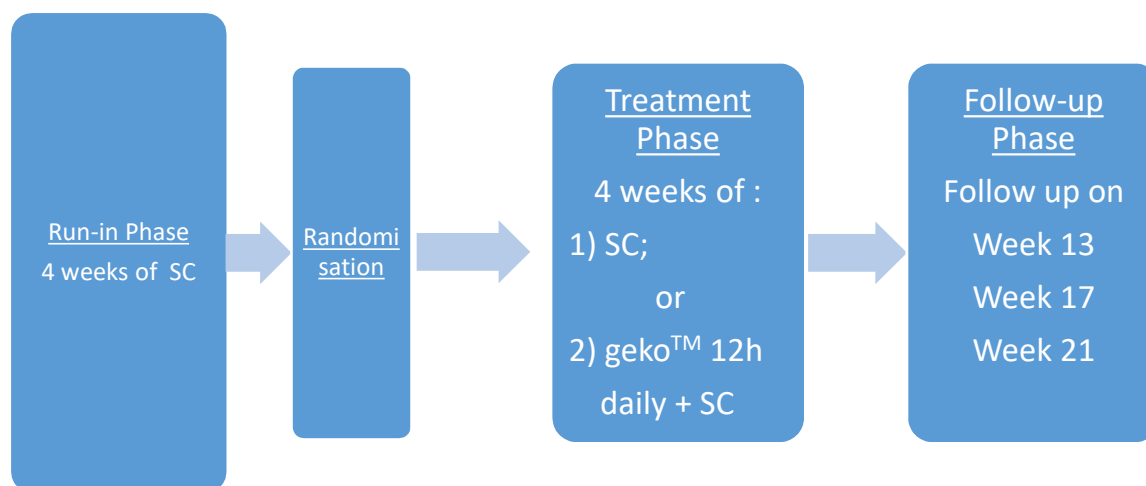 Run-in Phase
4 weeks of SC
Randomi
sation
Treatment
Phase
4 weeks of :
1) SC;
or
2) geko™ 12h
daily + SC
Follow-up
Phase
Follow up on
Week 13
Week 17
Week 21